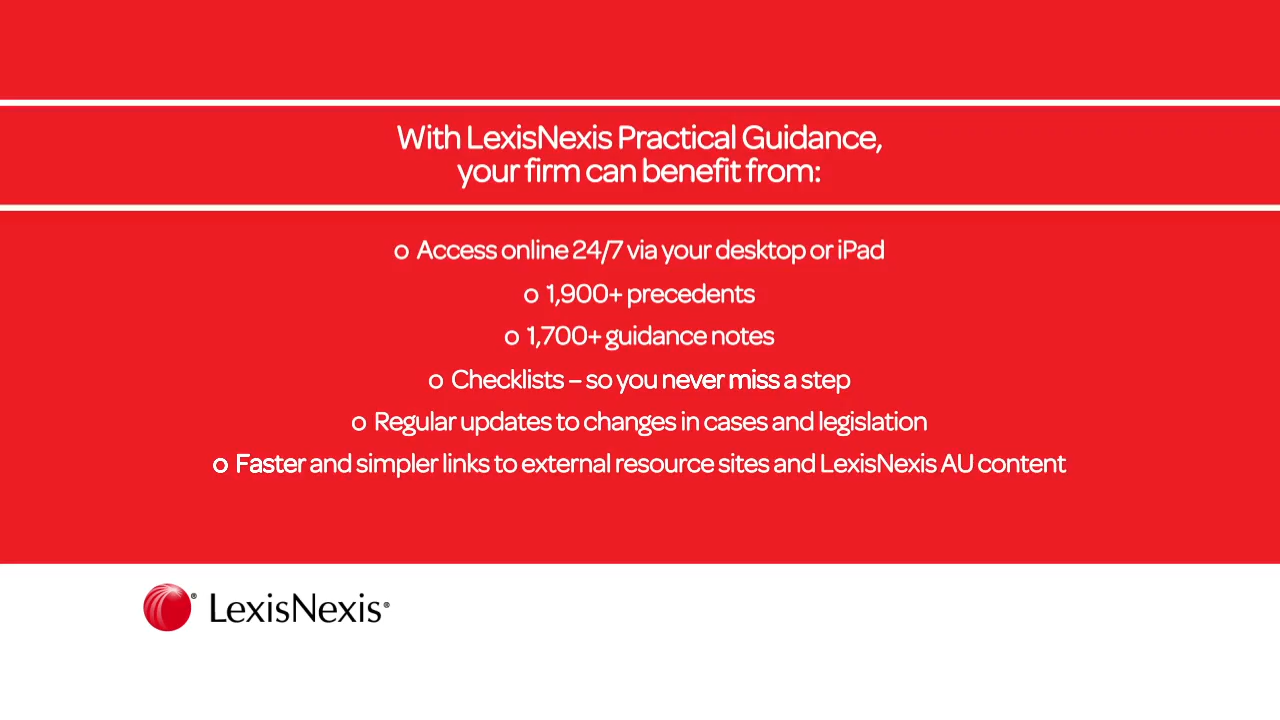 With LexisNexis Practical Guidance,
your firm can benefit from:
o Access online 24/7 via your desktop or iPad
o 1,900+ precedents
o 1,700+ guidance notes
o Checklists – so you never miss a step
o Regular updates to changes in cases and legislation
o Faster and simpler links to external resource sites and LexisNexis AU content
® LexisNexis®